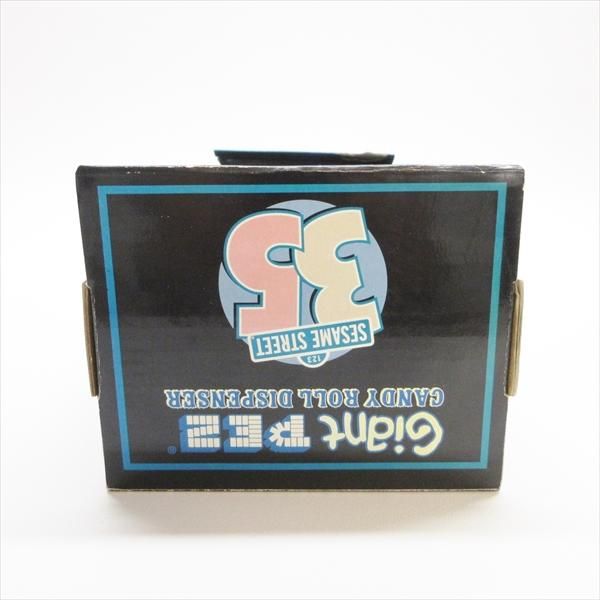 Giant PEZ®
CANDY ROLL DISPENSER
123
SESAME STREET
35